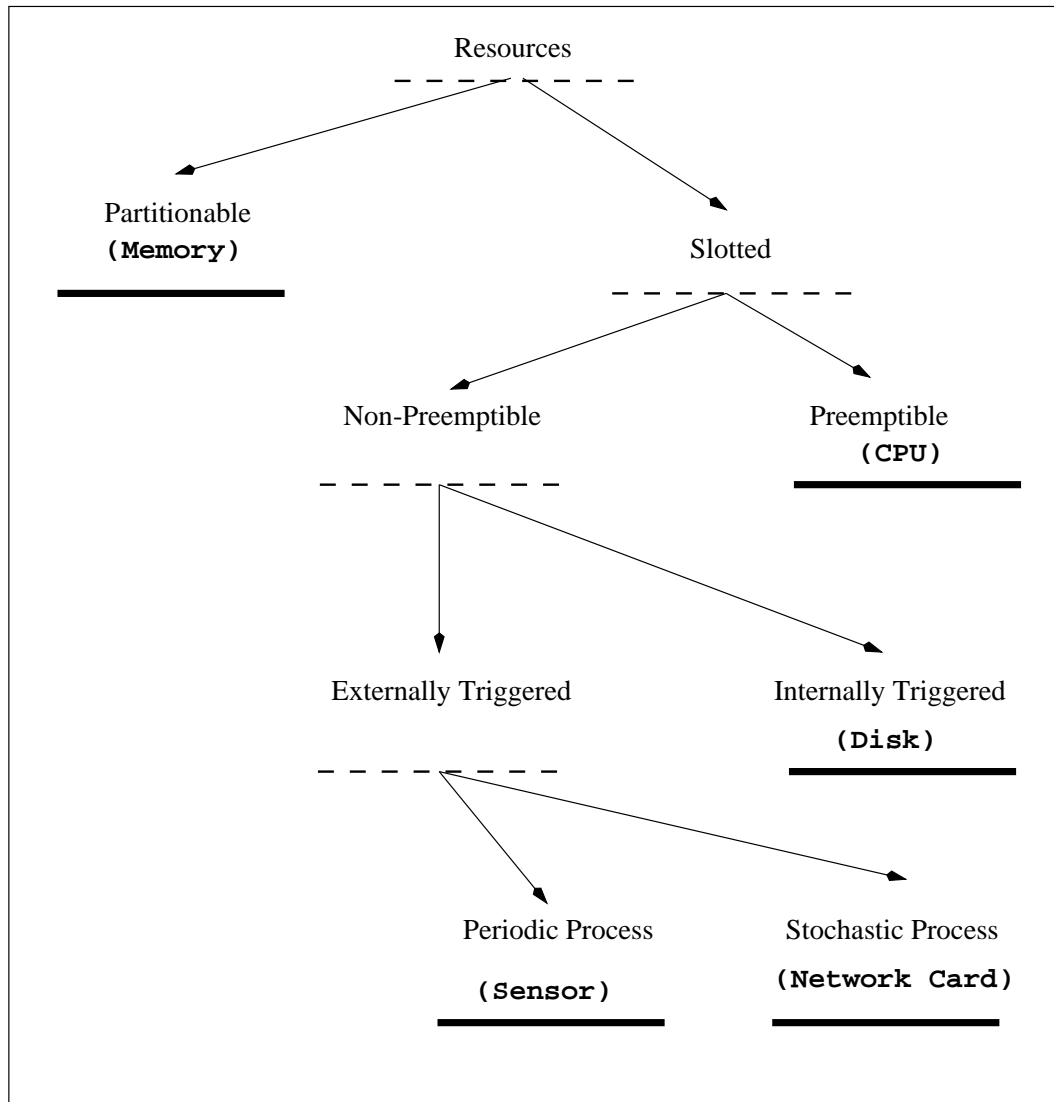 Resources
Partitionable
(Memory)
Slotted
Non-Preemptible
Preemptible
(CPU)
Externally Triggered
Internally Triggered
(Disk)
Periodic Process
(Sensor)
Stochastic Process
(Network Card)